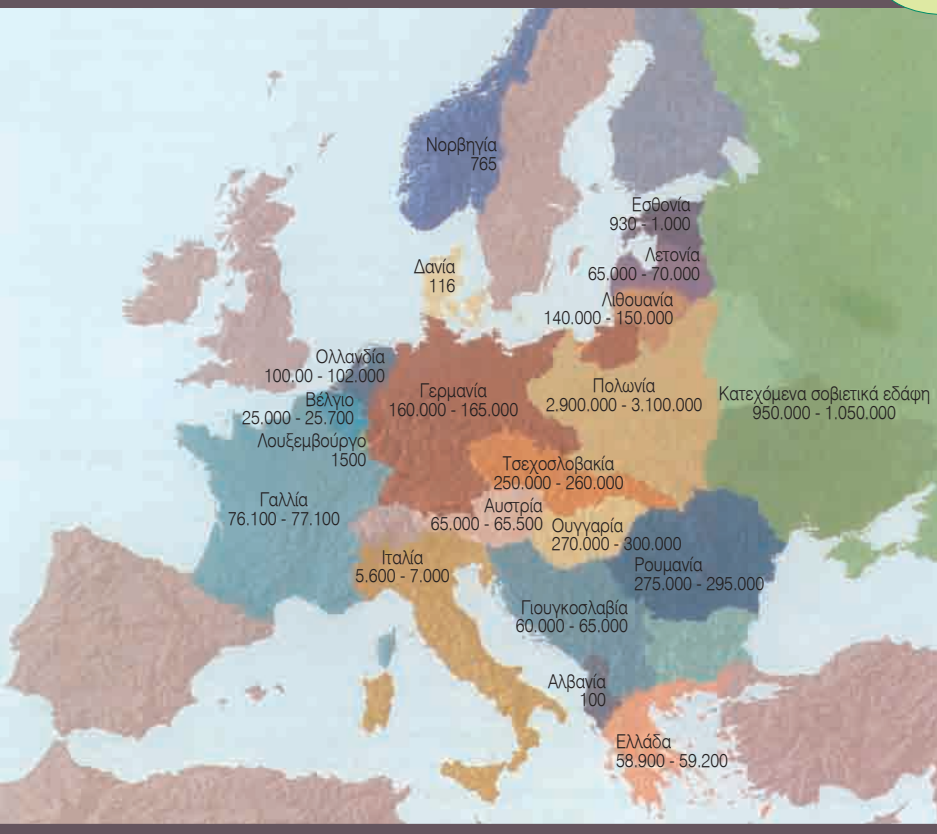 Νορβηγία
765
Εσθονία
930 - 1.000
Λετονία
65.000 - 70.000
Δανία
116
Λιθουανία
140.000 - 150.000
Ολλανδία
100.00 - 102.000
Βέλγιο
25.000 - 25.700
Λουξεμβούργο
1500
Γερμανία
160.000 - 165.000
Πολωνία
2.900.000 - 3.100.000
Κατεχόμενα σοβιετικά εδάφη
950.000 - 1.050.000
Τσεχοσλοβακία
250.000 - 260.000
Γαλλία
76.100 - 77.100
Αυστρία
65.000 - 65.500
Ουγγαρία
270.000 - 300.000
Ιταλία
5.600 - 7.000
Ρουμανία
275.000 - 295.000
Γιουγκοσλαβία
60.000 - 65.000
Αλβανία
100
Ελλάδα
58.900 - 59.200